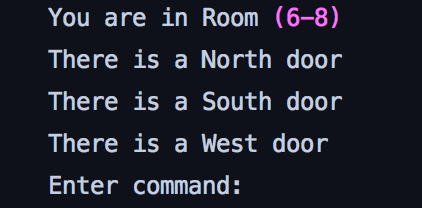 You are in Room (6-8)
There is a North door
There is a South door
There is a West door
Enter command: